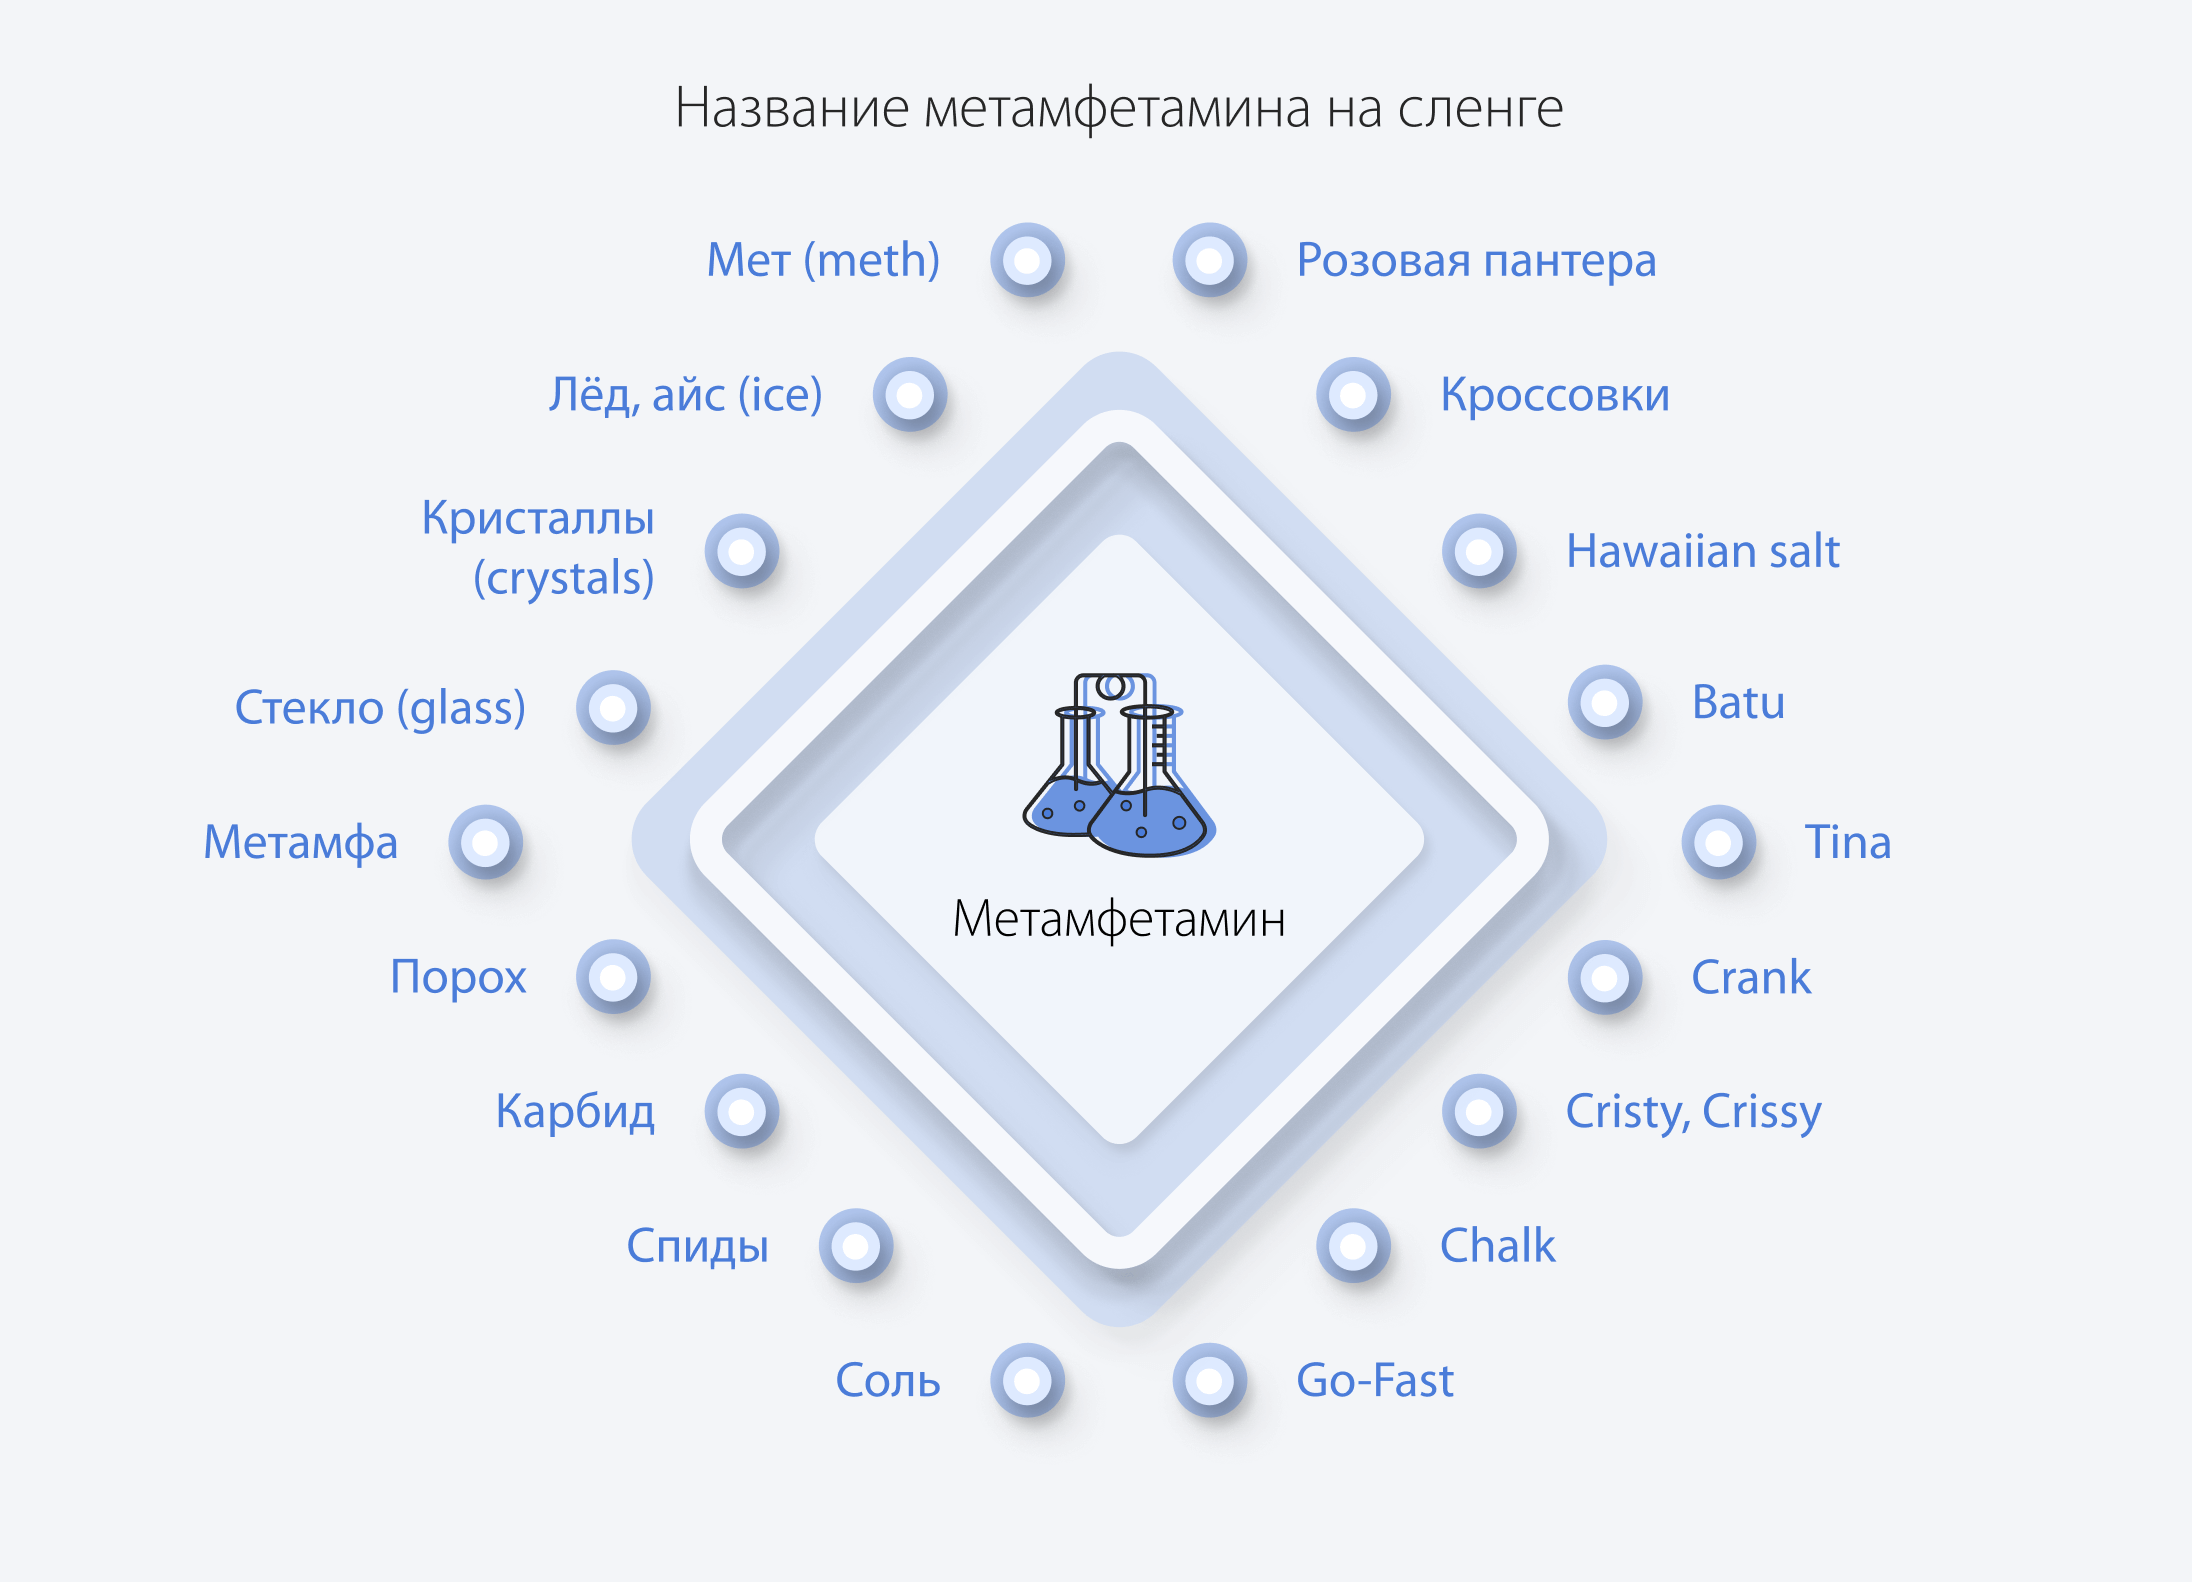 Название метамфетамина на сленге
Мет (meth)
Розовая пантера
Лёд, айс (ice)
Кроссовки
Кристаллы
(crystals)
Hawaiian salt
Стекло (glass)
Batu
Метамфа
Tina
Метамфетамин
Порох
Crank
Карбид
Cristy, Crissy
Спиды
Chalk
Соль
Go-Fast